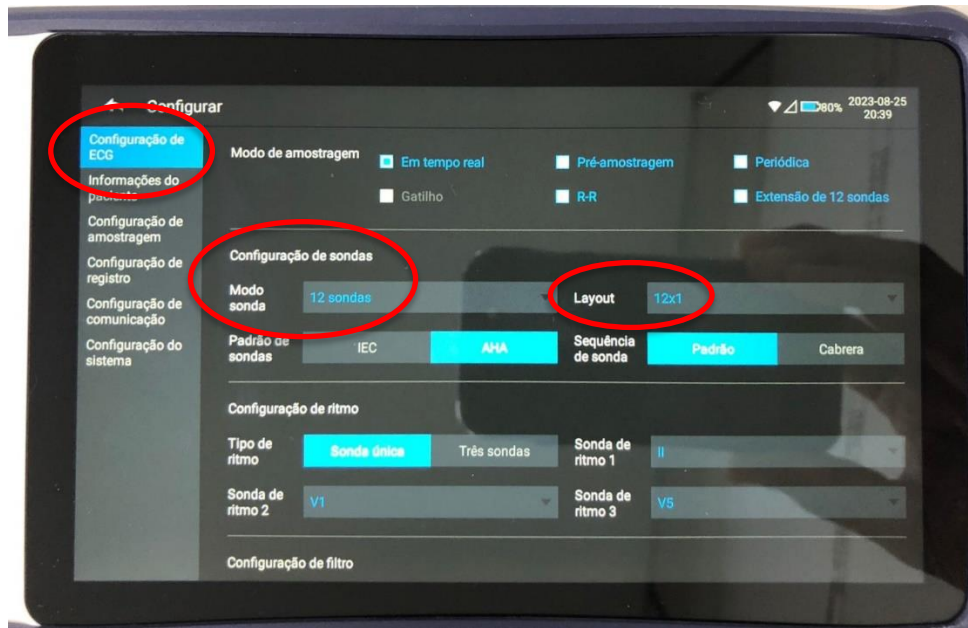 Configurar
80% 2023-08-25
20:39
Configuração de
ECG
Informações do
paciente
Configuração de
amostragem
Configuração de
registro
Configuração de
comunicação
Configuração do
sistema
Modo de amostragem
Em tempo real
Pré-amostragem
Periódica
Gatilho
R-R
Extensão de 12 sondas
Configuração de sondas
Modo
sonda
12 sondas
Layout
12x1
Padrão de
sondas
IEC
AHA
Sequência
de sonda
Padrão
Cabrera
Configuração de ritmo
Tipo de
ritmo
Sonda única
Três sondas
Sonda de
ritmo 1
II
Sonda de
ritmo 2
V1
Sonda de
ritmo 3
V5
Configuração de filtro